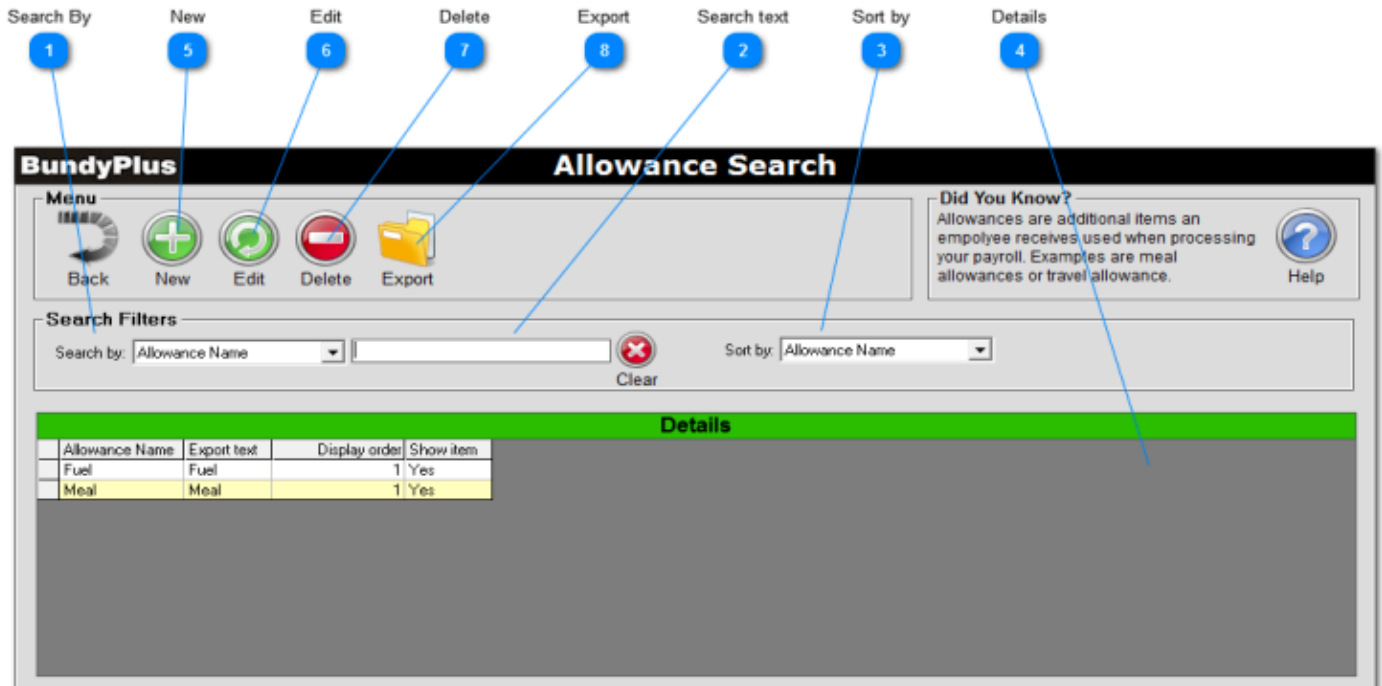 Search By New Edit Delete Export Search text Sort by Details
1 5 6 7 8 2 3 4
BundyPlus Allowance Search
Menu
Back New Edit Delete Export
Did You Know?
Allowances are additional items an
empolyee receives used when processing
your payroll. Examples are meal
allowances or travel allowance.
Help
Search Filters
Search by: Allowance Name Sort by: Allowance Name
Clear
Details
Allowance Name Export text Display order Show item
Fuel Fuel 1 Yes
Meal Meal 1 Yes